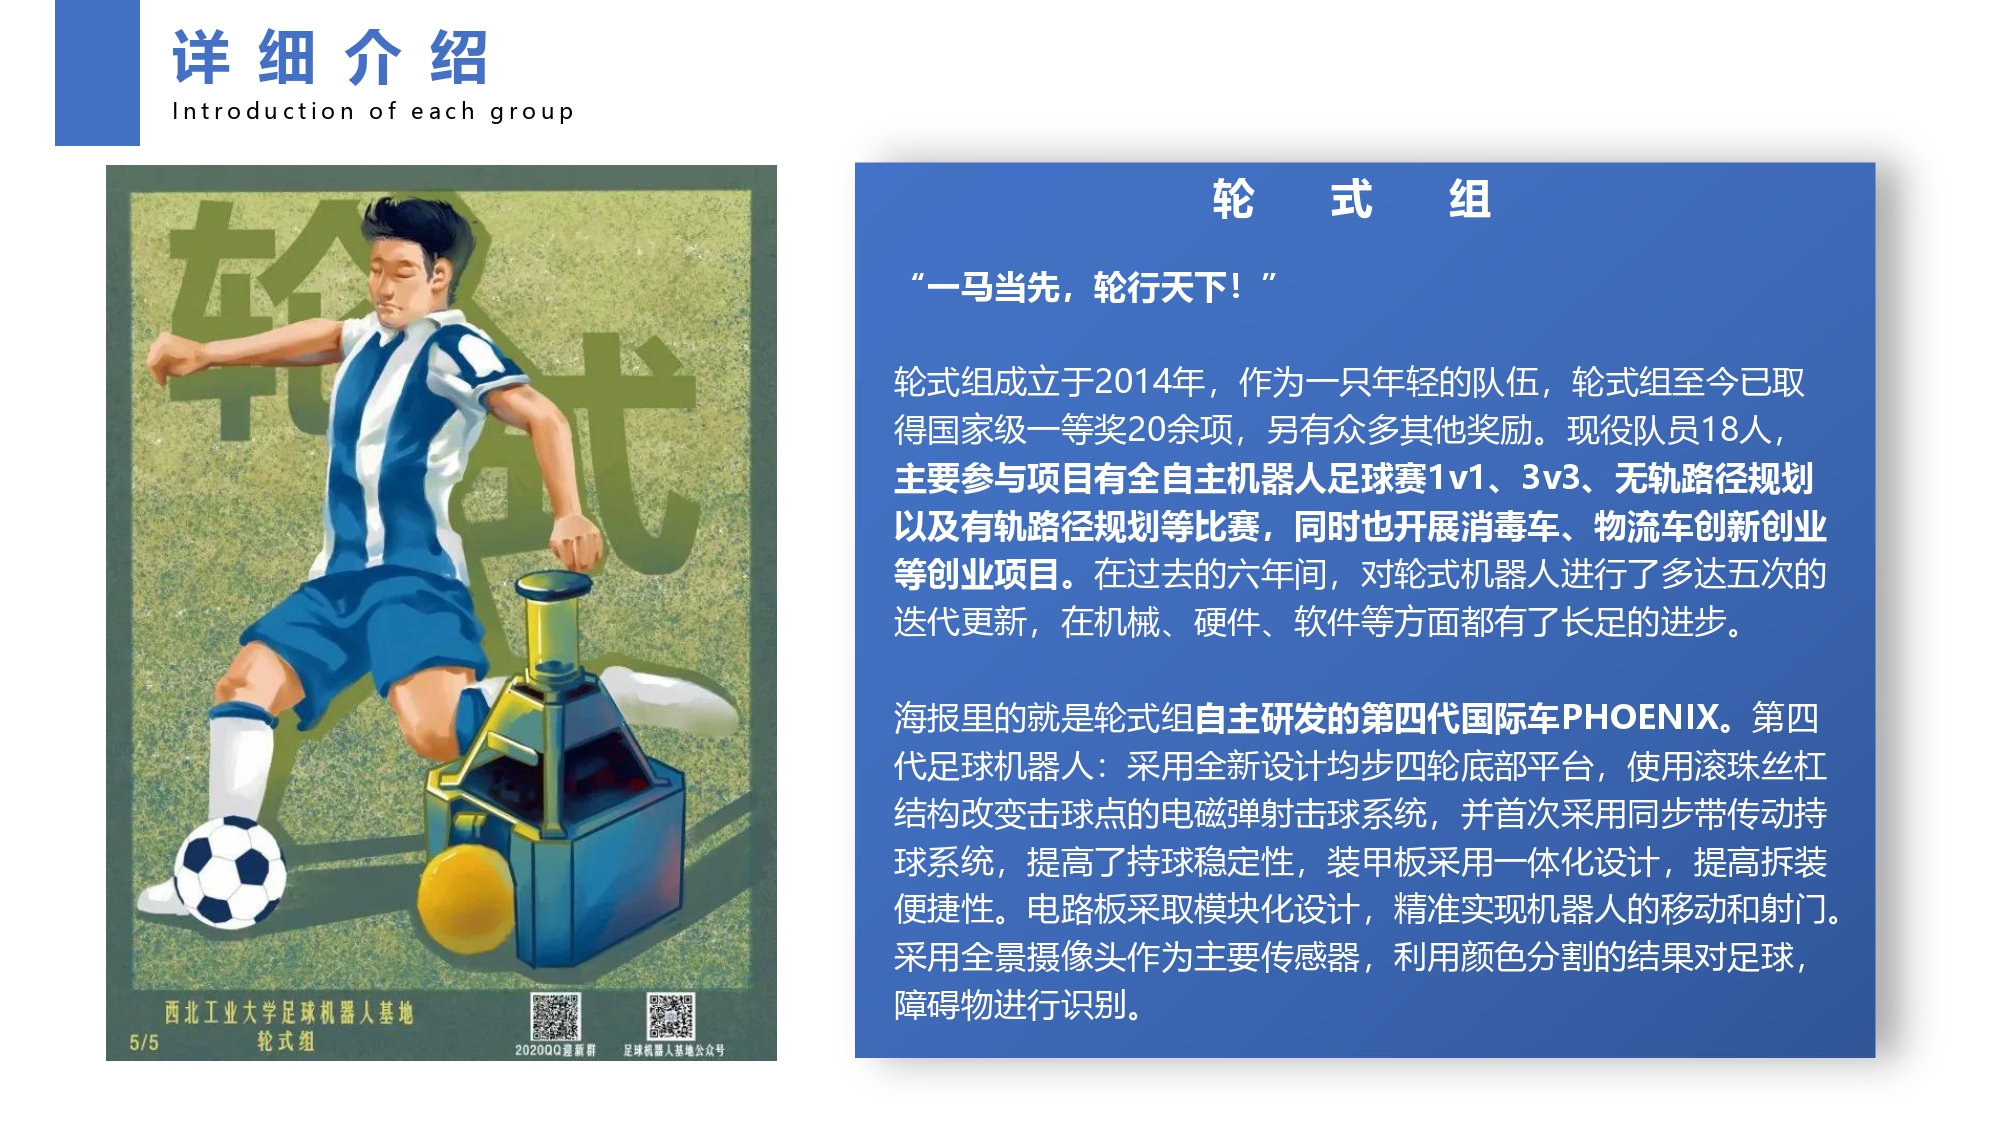 详细介绍
Introduction of each group
轮式
西北工业大学足球机器人基地
轮式组
5/5
2020QQ迎新群
足球机器人基地公众号
轮式组
“一马当先，轮行天下！”
轮式组成立于2014年，作为一只年轻的队伍，轮式组至今已取
得国家级一等奖20余项，另有众多其他奖励。现役队员18人，
主要参与项目有全自主机器人足球赛1v1、3v3、无轨路径规划
以及有轨路径规划等比赛，同时也开展消毒车、物流车创新创业
等创业项目。在过去的六年间，对轮式机器人进行了多达五次的
迭代更新，在机械、硬件、软件等方面都有了长足的进步。
海报里的就是轮式组自主研发的第四代国际车PHOENIX。第四
代足球机器人：采用全新设计均步四轮底部平台，使用滚珠丝杠
结构改变击球点的电磁弹射击球系统，并首次采用同步带传动持
球系统，提高了持球稳定性，装甲板采用一体化设计，提高拆装
便捷性。电路板采取模块化设计，精准实现机器人的移动和射门。
采用全景摄像头作为主要传感器，利用颜色分割的结果对足球，
障碍物进行识别。